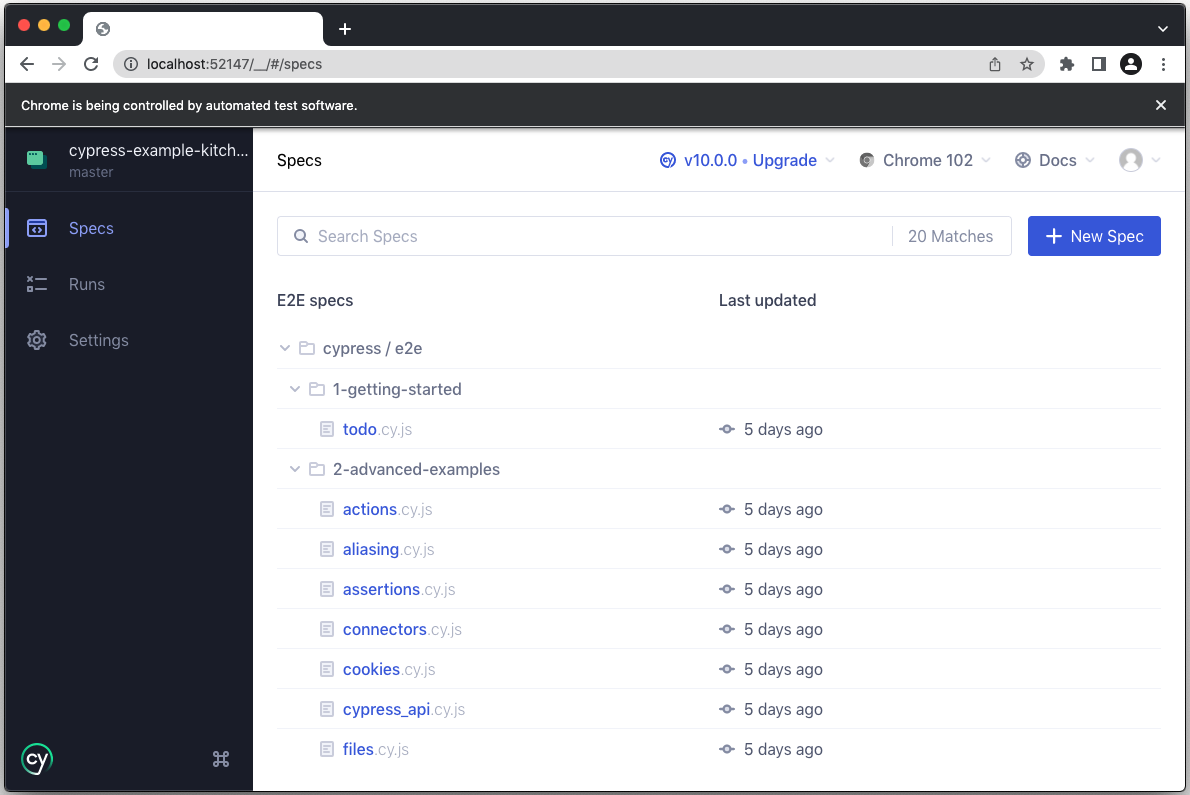 localhost:52147/__/#/specs
Chrome is being controlled by automated test software.
cypress-example-kitch...
master
Specs
Runs
Settings
cy
Specs
cy v10.0.0 • Upgrade
Chrome 102
Docs
Search Specs
20 Matches
New Spec
E2E specs
Last updated
cypress / e2e
1-getting-started
todo.cy.js 5 days ago
2-advanced-examples
actions.cy.js 5 days ago
aliasing.cy.js 5 days ago
assertions.cy.js 5 days ago
connectors.cy.js 5 days ago
cookies.cy.js 5 days ago
cypress_api.cy.js 5 days ago
files.cy.js 5 days ago